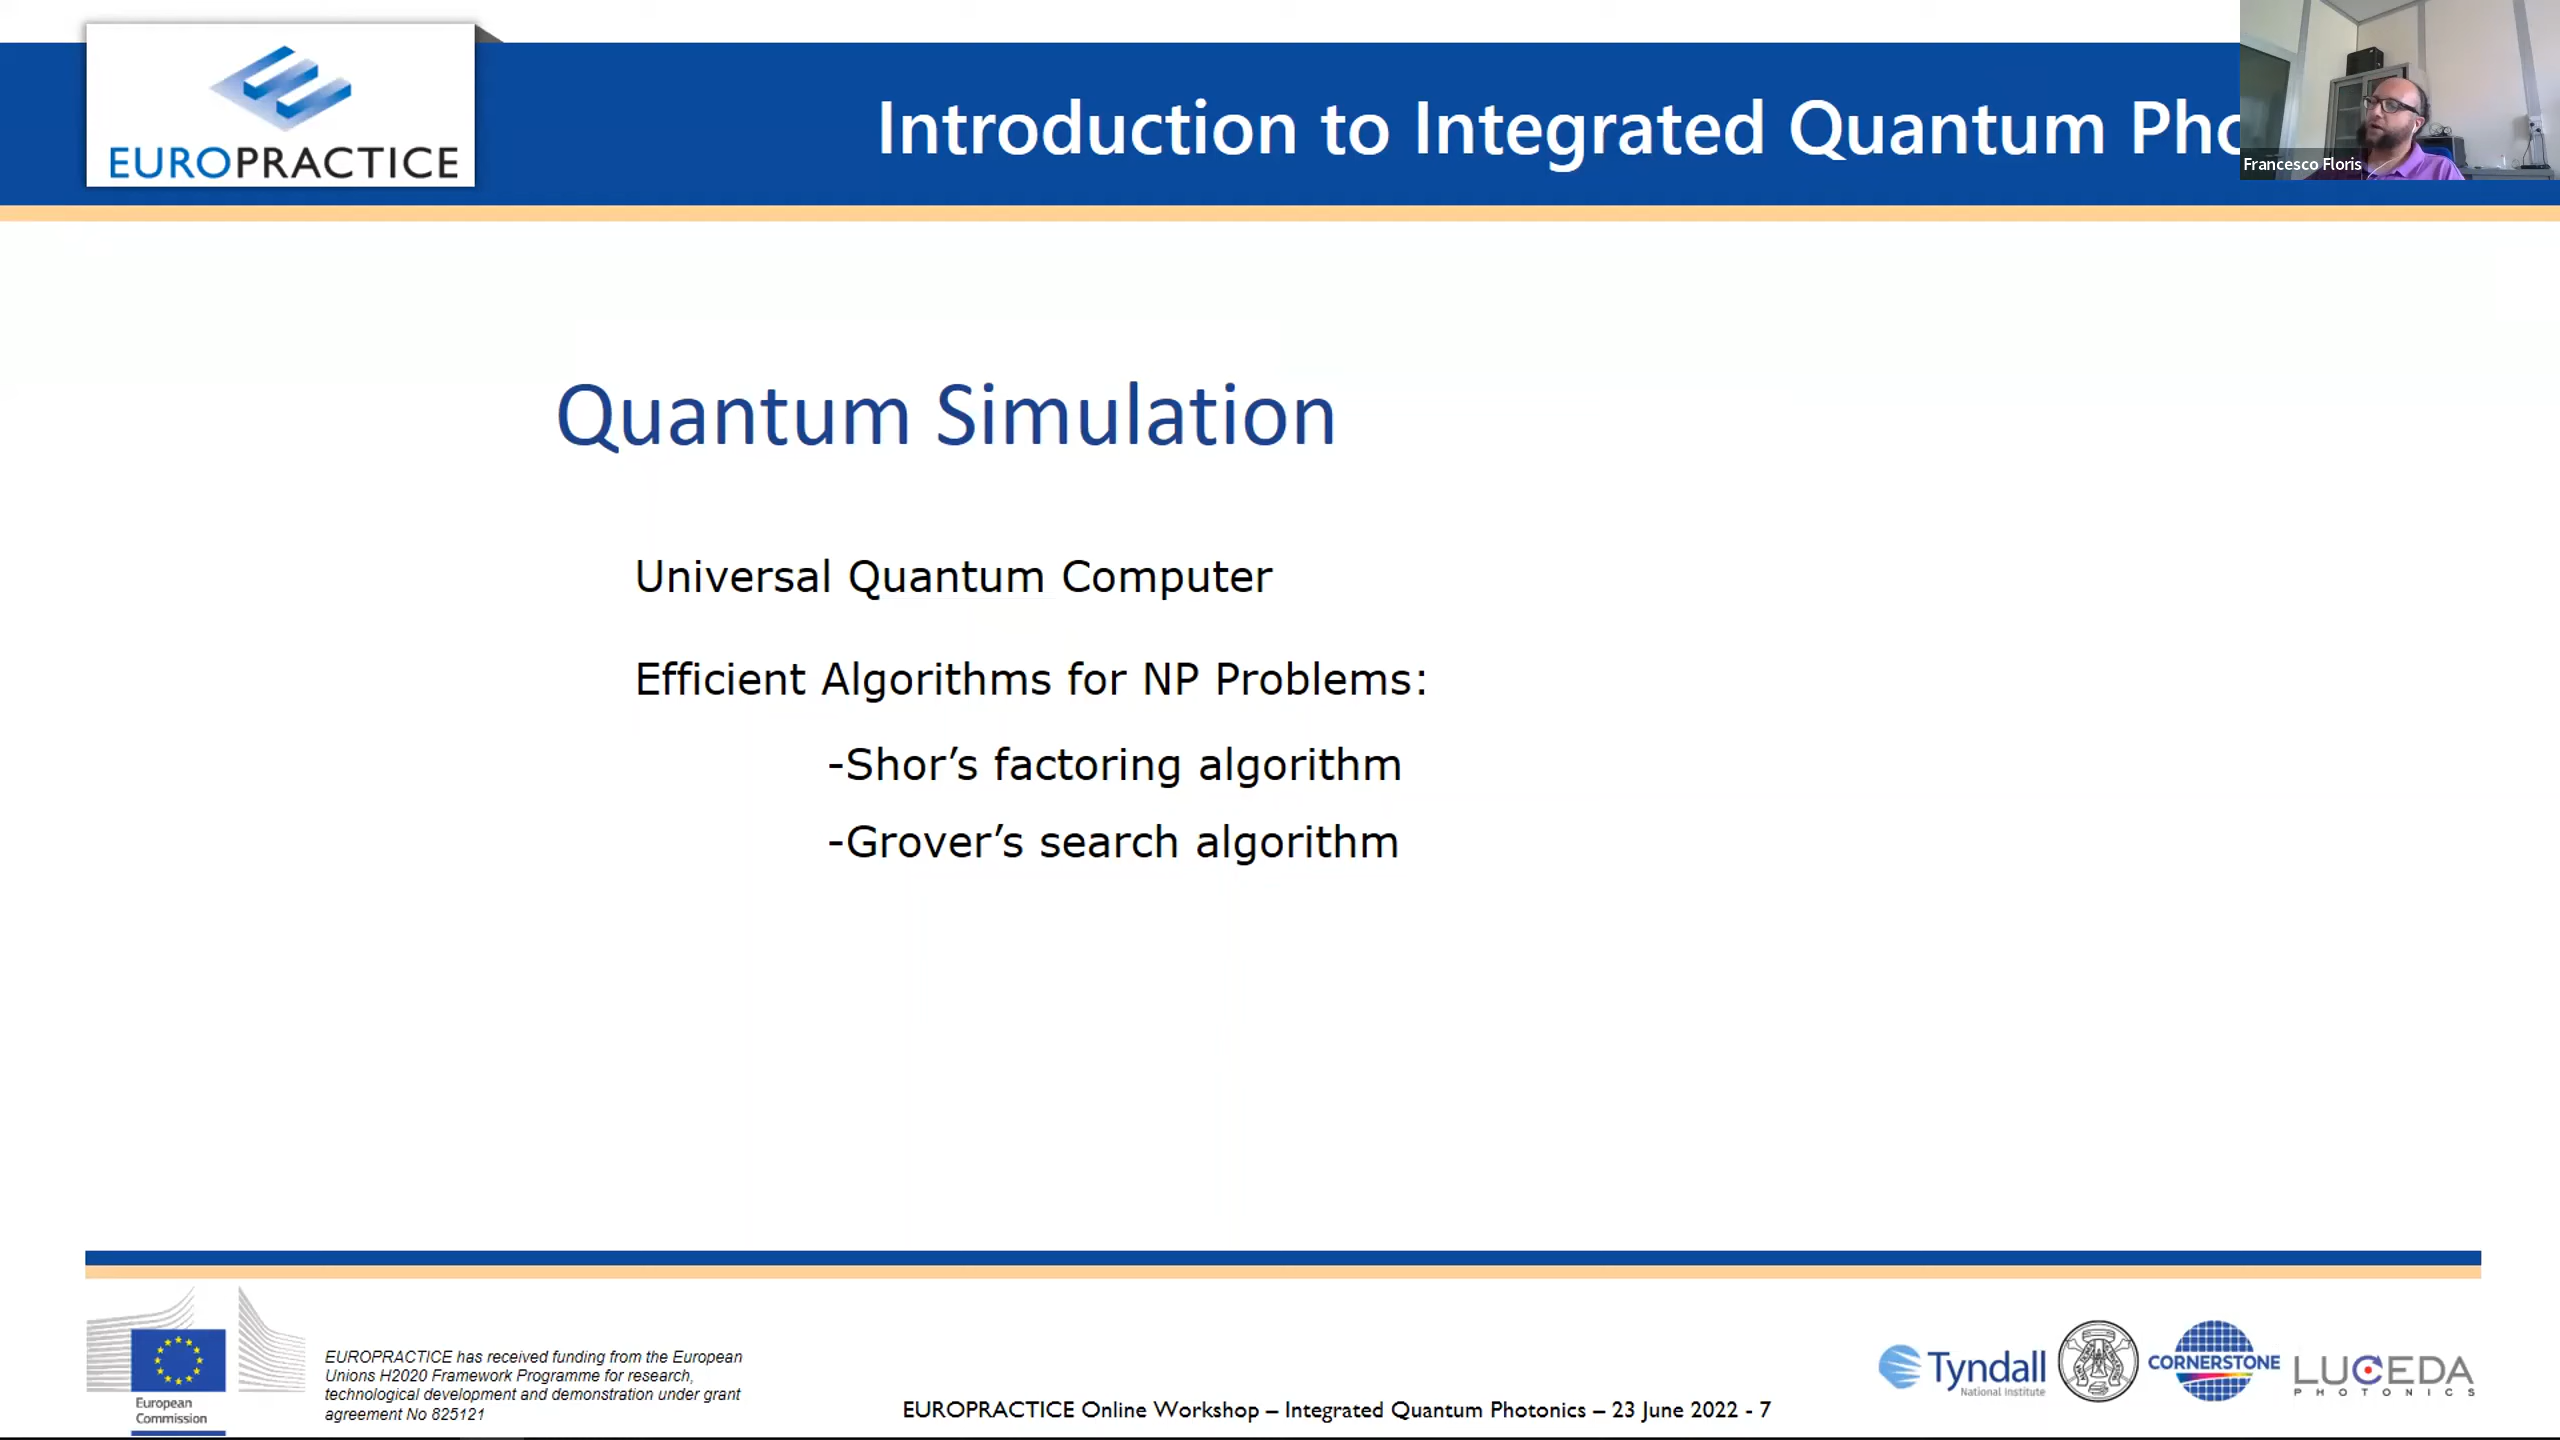 EUROPRACTICE
Introduction to Integrated Quantum Pho
Francesco Floris
Quantum Simulation
Universal Quantum Computer
Efficient Algorithms for NP Problems:
-Shor’s factoring algorithm
-Grover’s search algorithm
European
Commission
EUROPRACTICE has received funding from the European
Unions H2020 Framework Programme for research,
technological development and demonstration under grant
agreement No 825121
EUROPRACTICE Online Workshop – Integrated Quantum Photonics – 23 June 2022 - 7
Tyndall
National Institute
CORNERSTONE
LUCEDA
PHOTONICS